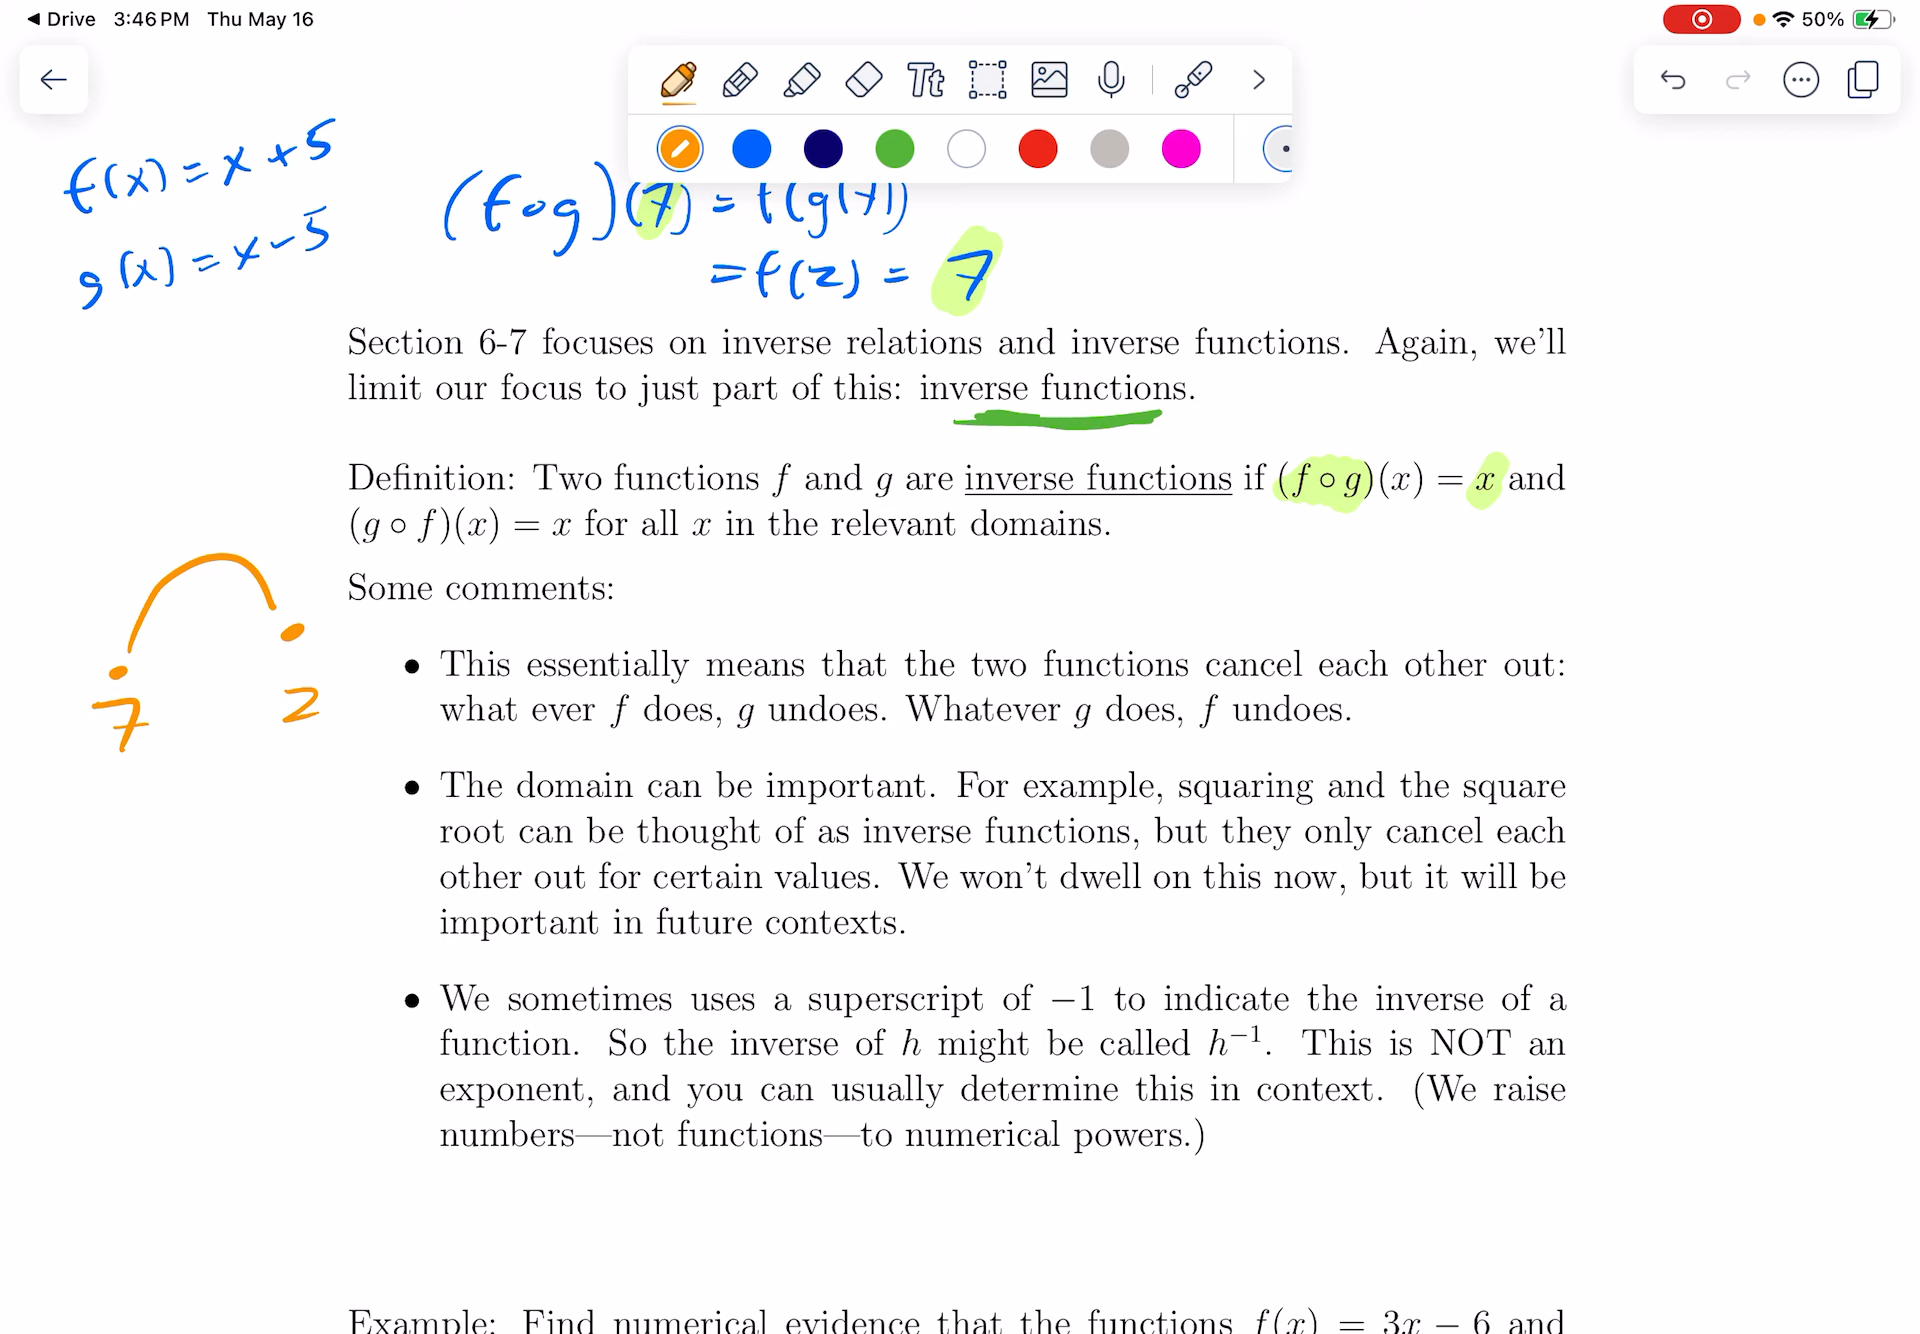 Drive 3:46 PM Thu May 16
50%
Tt
f(x) = x + 5
g(x) = x - 5
(f∘g)(7) = f(g(7))
= f(2) = 7
Section 6-7 focuses on inverse relations and inverse functions. Again, we'll
limit our focus to just part of this: inverse functions.
Definition: Two functions f and g are inverse functions if (f ∘ g)(x) = x and
(g ∘ f)(x) = x for all x in the relevant domains.
Some comments:
7 2
• This essentially means that the two functions cancel each other out:
what ever f does, g undoes. Whatever g does, f undoes.
• The domain can be important. For example, squaring and the square
root can be thought of as inverse functions, but they only cancel each
other out for certain values. We won't dwell on this now, but it will be
important in future contexts.
• We sometimes uses a superscript of −1 to indicate the inverse of a
function. So the inverse of h might be called h⁻¹. This is NOT an
exponent, and you can usually determine this in context. (We raise
numbers—not functions—to numerical powers.)
Example: Find numerical evidence that the functions f(x) = 3x − 6 and